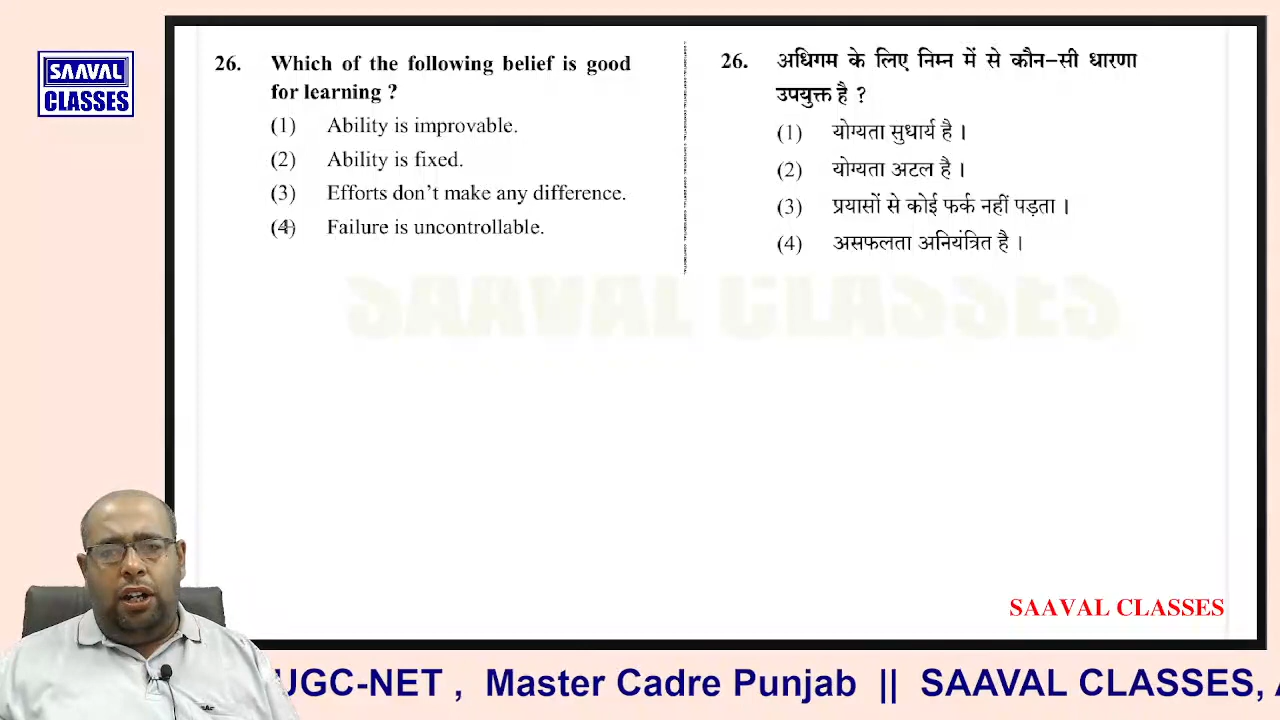 SAAVAL
CLASSES
26. Which of the following belief is good
for learning ?
(1) Ability is improvable.
(2) Ability is fixed.
(3) Efforts don't make any difference.
(4) Failure is uncontrollable.
26. अधिगम के लिए निम्न में से कौन-सी धारणा
उपयुक्त है ?
(1) योग्यता सुधार्य है ।
(2) योग्यता अटल है ।
(3) प्रयासों से कोई फर्क नहीं पड़ता ।
(4) असफलता अनियंत्रित है ।
SAAVAL CLASSES
SAAVAL CLASSES
UGC-NET , Master Cadre Punjab || SAAVAL CLASSES,